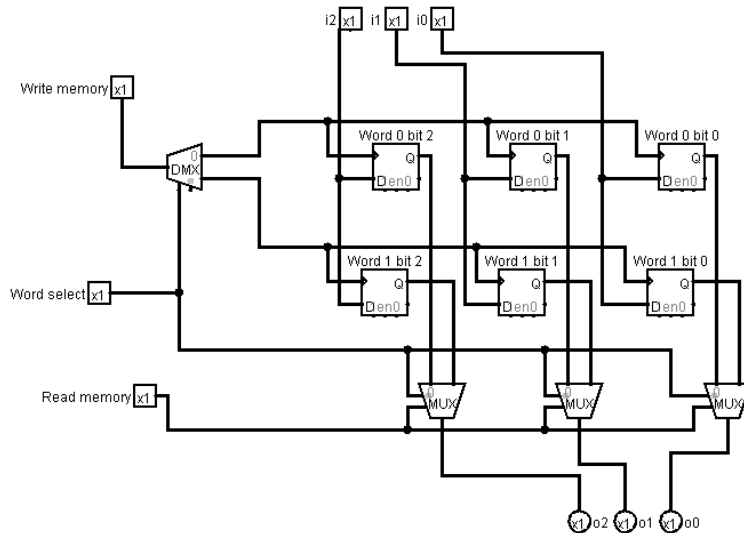 i2 x1 i1 x1 i0 x1
Write memory x1
Word 0 bit 2 Word 0 bit 1 Word 0 bit 0
0 Q Q Q
DMX
D en 0 D en 0 D en 0
Word 1 bit 2 Word 1 bit 1 Word 1 bit 0
Q Q Q
Word select x1
D en 0 D en 0 D en 0
Read memory x1
0 0 0
MUX MUX MUX
x1 o2 x1 o1 x1 o0